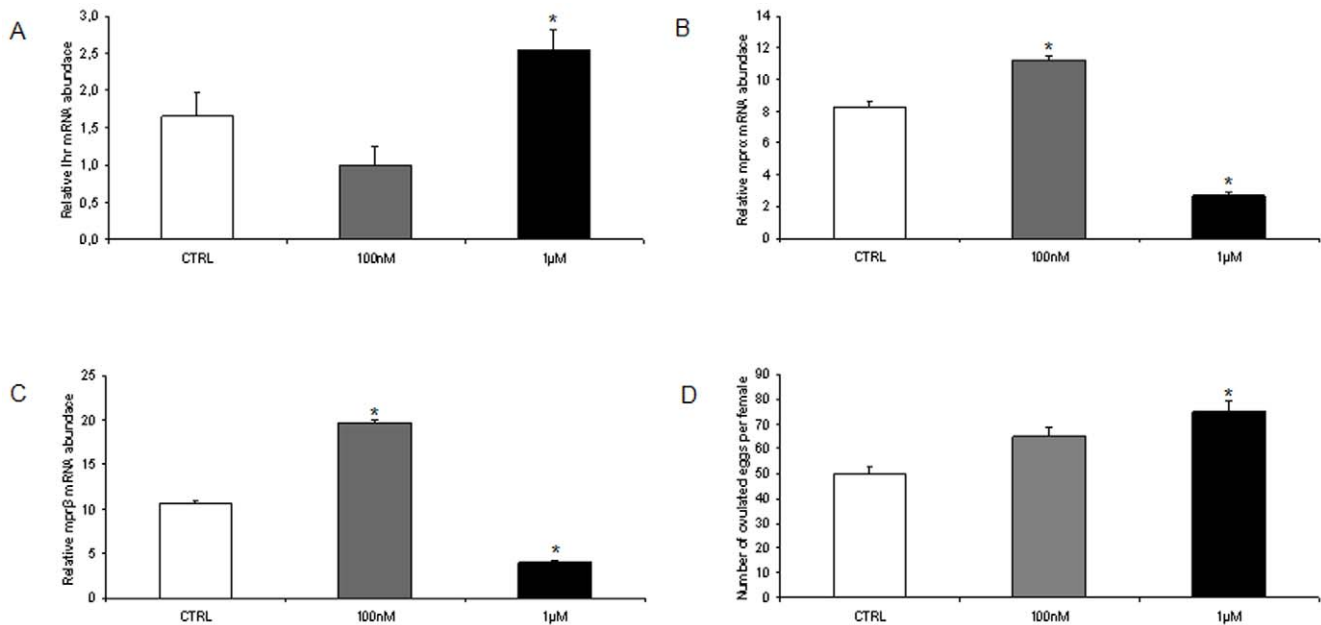 A
Relative lhr mRNA abundace
3,0
2,5
2,0
1,5
1,0
0,5
0,0
*
CTRL
100nM
1µM
B
Relative mprα mRNA abundace
14
12
10
8
6
4
2
0
*
*
CTRL
100nM
1µM
C
Relative mprβ mRNA abundace
25
20
15
10
5
0
*
*
CTRL
100nM
1µM
D
Number of ovulated eggs per female
90
80
70
60
50
40
30
20
10
0
*
CTRL
100nM
1µM